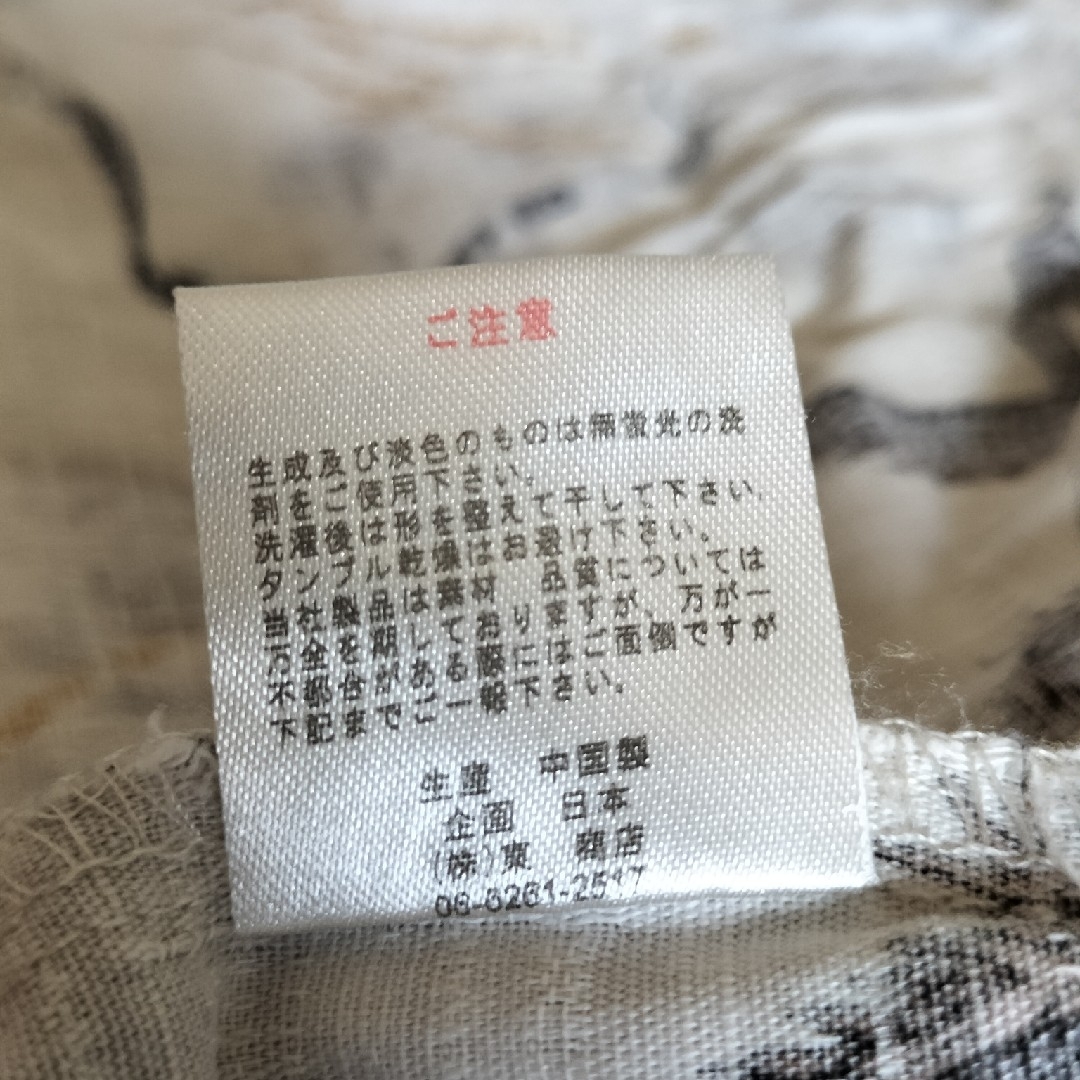 ご注意
生成及び淡色のものは無蛍光の洗
剤をご使用下さい。
洗濯後は形を整えて干して下さい。
タンブル乾燥はお避け下さい。
当社製品は素材 品質については
万全を期しておりますが、万が一
不都合がある際にはご面倒ですが
下記までご一報下さい。
生産 中国製
企画 日本
(株)東 商店
06-6261-2517